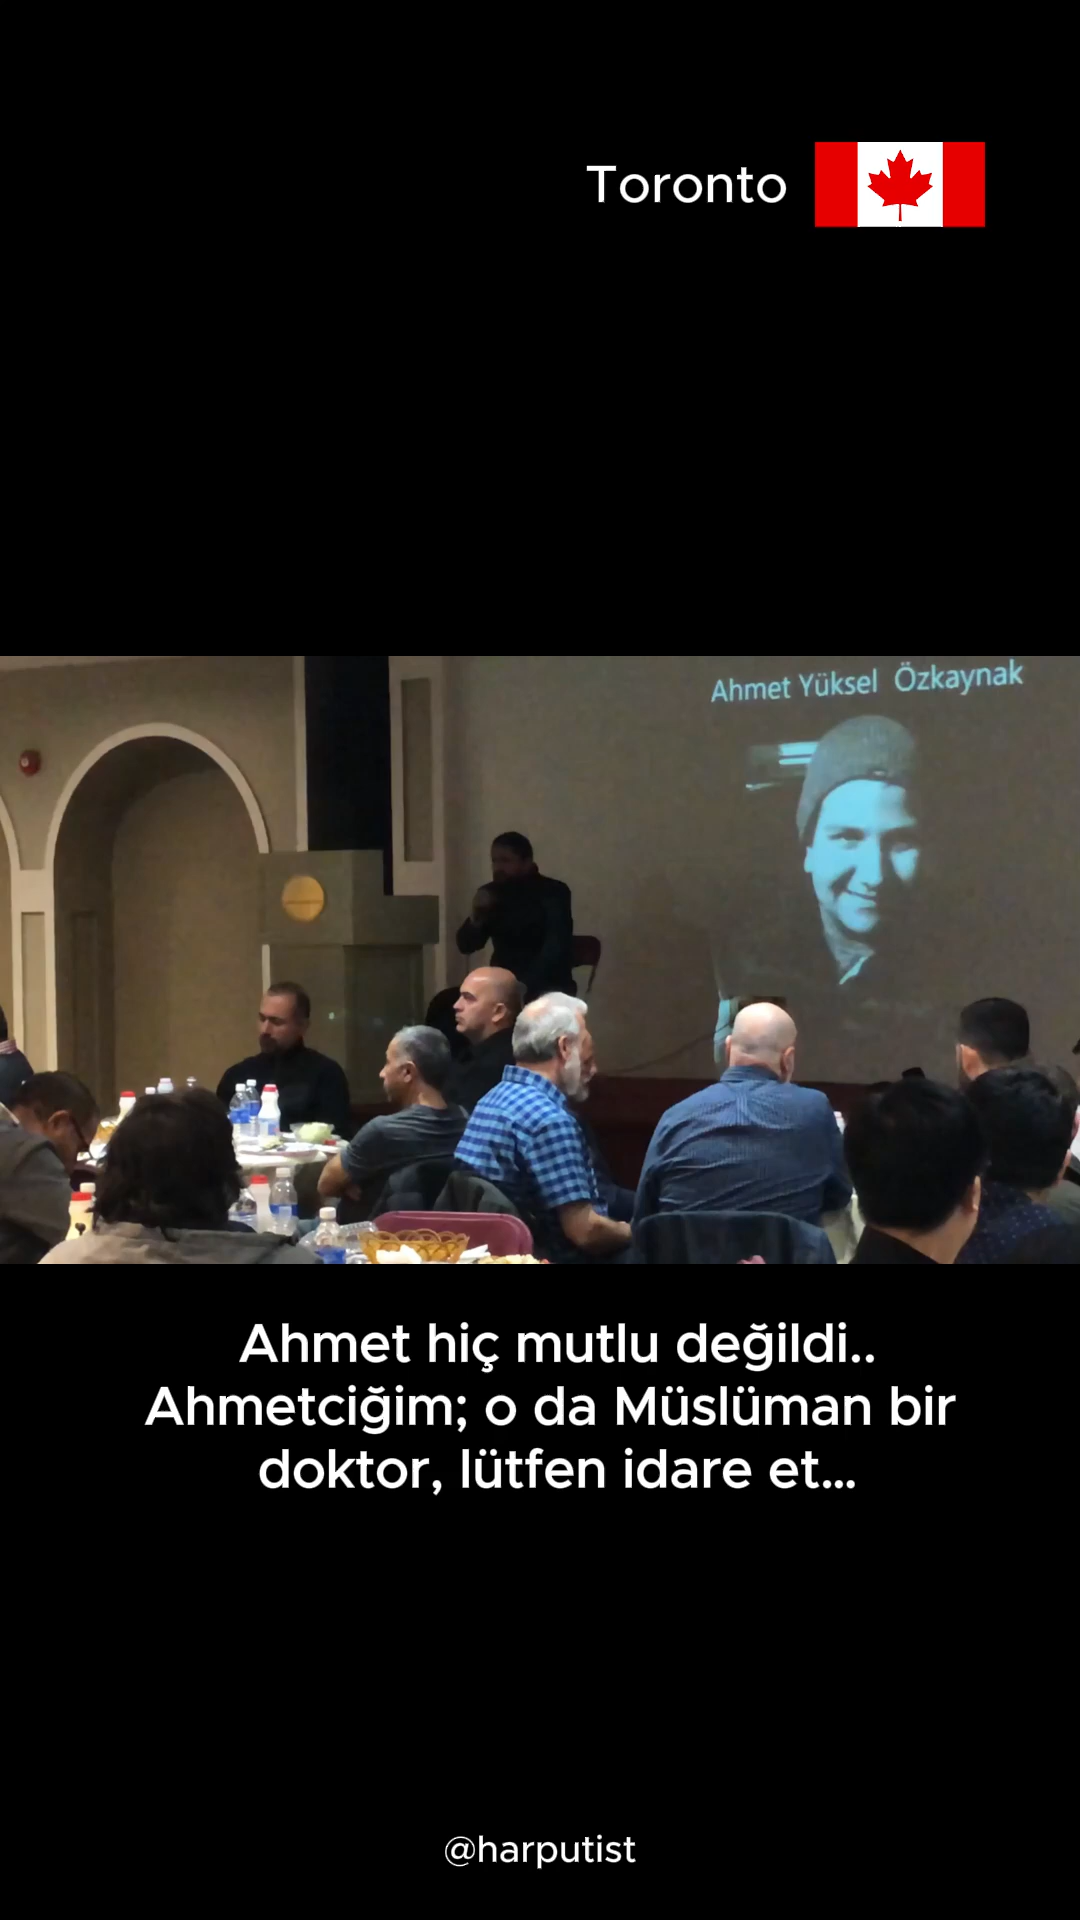 Toronto
Ahmet Yüksel Özkaynak
Ahmet hiç mutlu değildi..
Ahmetciğim; o da Müslüman bir
doktor, lütfen idare et...
@harputist